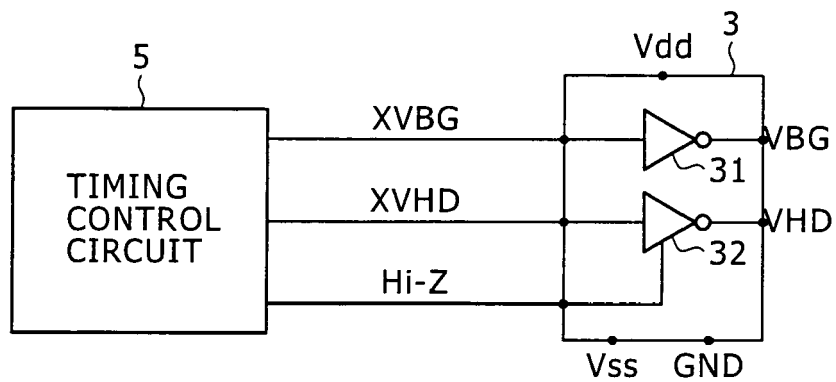 5
3
Vdd
XVBG
VBG
31
TIMING
CONTROL
CIRCUIT
XVHD
VHD
32
Hi-Z
Vss
GND